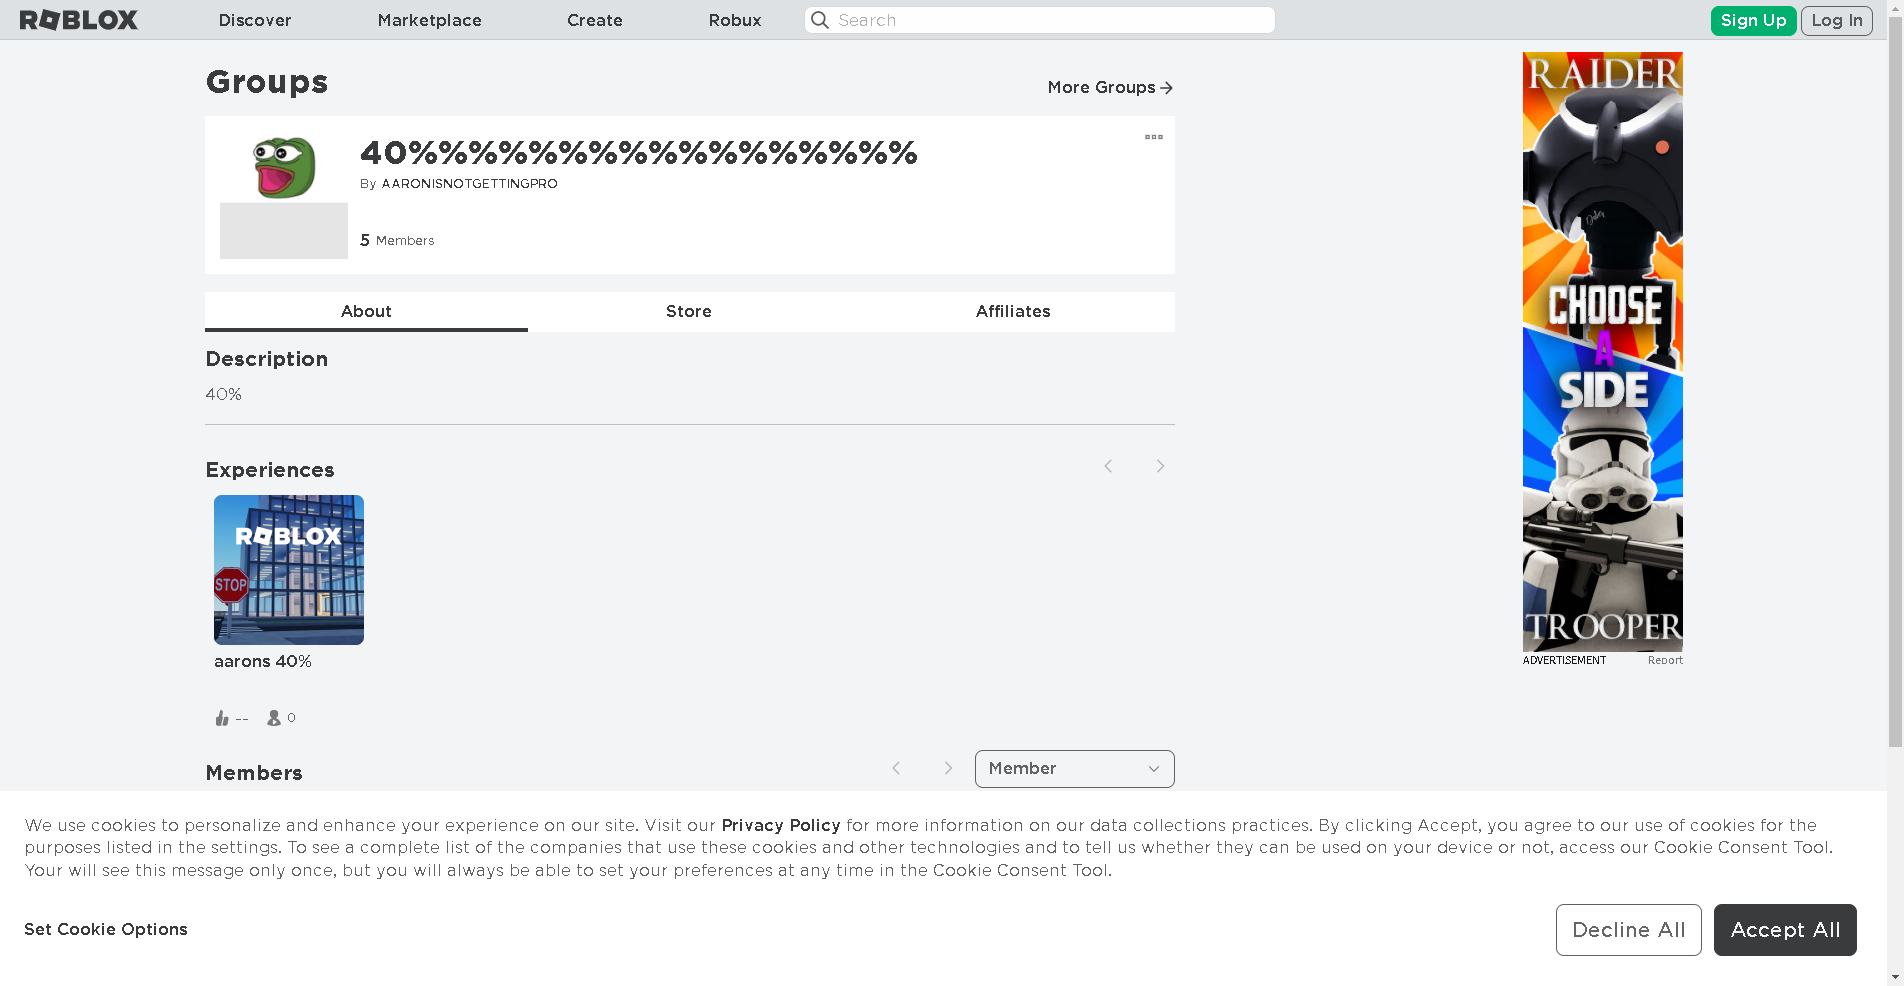 ROBLOX
Discover
Marketplace
Create
Robux
Search
Sign Up
Log In
Groups
More Groups
40%%%%%%%%%%%%%%%%%
By AARONISNOTGETTINGPRO
5 Members
About
Store
Affiliates
Description
40%
Experiences
ROBLOX
STOP
aarons 40%
--
0
Members
Member
RAIDER
CHOOSE
A
SIDE
TROOPER
ADVERTISEMENT
Report
We use cookies to personalize and enhance your experience on our site. Visit our Privacy Policy for more information on our data collections practices. By clicking Accept, you agree to our use of cookies for the
purposes listed in the settings. To see a complete list of the companies that use these cookies and other technologies and to tell us whether they can be used on your device or not, access our Cookie Consent Tool.
Your will see this message only once, but you will always be able to set your preferences at any time in the Cookie Consent Tool.
Set Cookie Options
Decline All
Accept All